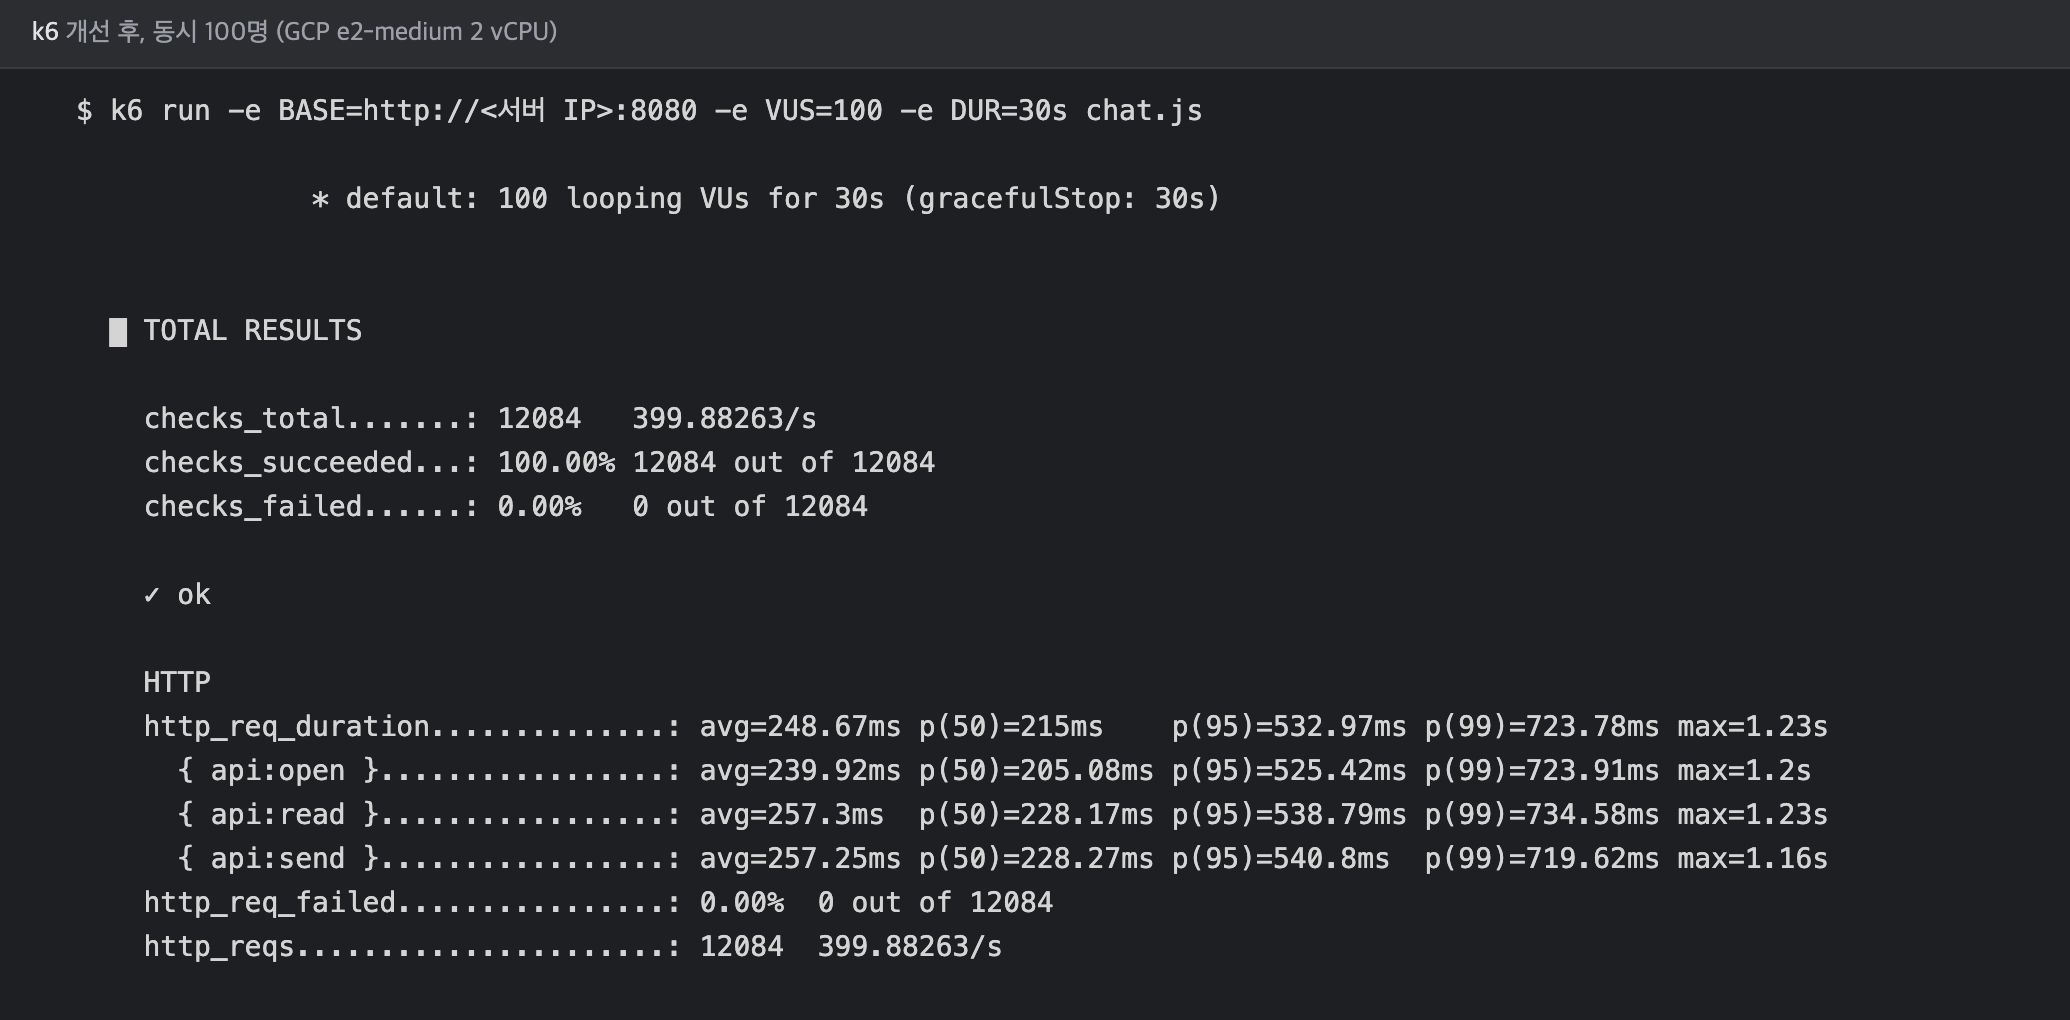 k6 개선 후, 동시 100명 (GCP e2-medium 2 vCPU)
$ k6 run -e BASE=http://<서버 IP>:8080 -e VUS=100 -e DUR=30s chat.js
* default: 100 looping VUs for 30s (gracefulStop: 30s)
█ TOTAL RESULTS
checks_total.......: 12084   399.88263/s
checks_succeeded...: 100.00% 12084 out of 12084
checks_failed......: 0.00%   0 out of 12084
✓ ok
HTTP
http_req_duration..............: avg=248.67ms p(50)=215ms    p(95)=532.97ms p(99)=723.78ms max=1.23s
{ api:open }.................: avg=239.92ms p(50)=205.08ms p(95)=525.42ms p(99)=723.91ms max=1.2s
{ api:read }.................: avg=257.3ms  p(50)=228.17ms p(95)=538.79ms p(99)=734.58ms max=1.23s
{ api:send }.................: avg=257.25ms p(50)=228.27ms p(95)=540.8ms  p(99)=719.62ms max=1.16s
http_req_failed................: 0.00%  0 out of 12084
http_reqs......................: 12084  399.88263/s